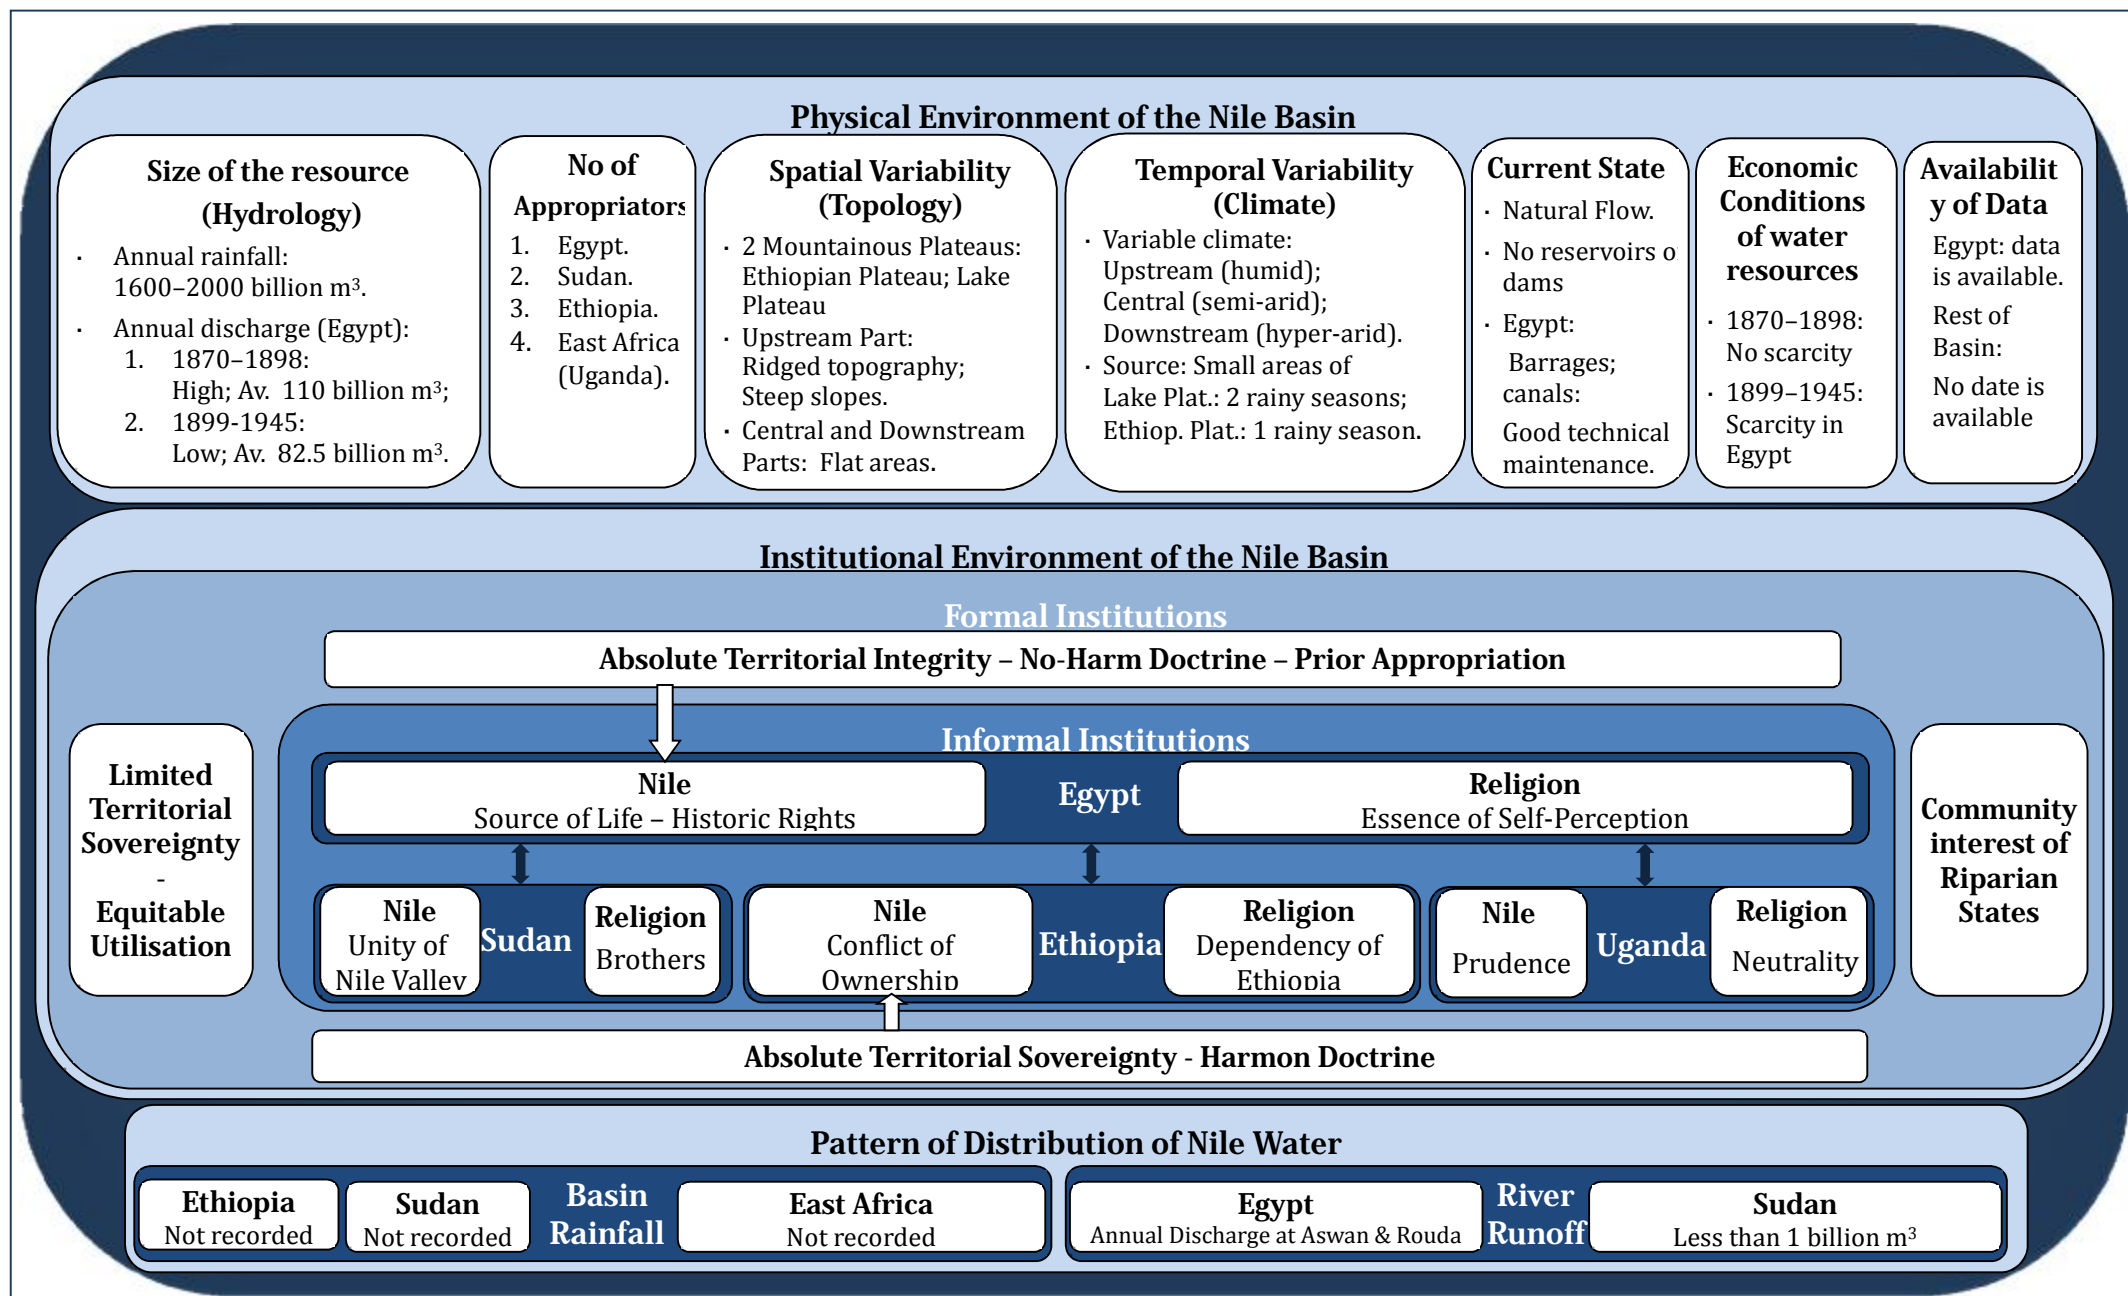 Physical Environment of the Nile Basin
Size of the resource
(Hydrology)
· Annual rainfall:
1600–2000 billion m³.
· Annual discharge (Egypt):
1. 1870–1898:
High; Av. 110 billion m³;
2. 1899-1945:
Low; Av. 82.5 billion m³.
No of
Appropriators
1. Egypt.
2. Sudan.
3. Ethiopia.
4. East Africa
(Uganda).
Spatial Variability
(Topology)
· 2 Mountainous Plateaus:
Ethiopian Plateau; Lake
Plateau
· Upstream Part:
Ridged topography;
Steep slopes.
· Central and Downstream
Parts: Flat areas.
Temporal Variability
(Climate)
· Variable climate:
Upstream (humid);
Central (semi-arid);
Downstream (hyper-arid).
· Source: Small areas of
Lake Plat.: 2 rainy seasons;
Ethiop. Plat.: 1 rainy season.
Current State
· Natural Flow.
· No reservoirs o
dams
· Egypt:
Barrages;
canals:
Good technical
maintenance.
Economic
Conditions
of water
resources
· 1870–1898:
No scarcity
· 1899–1945:
Scarcity in
Egypt
Availabilit
y of Data
Egypt: data
is available.
Rest of
Basin:
No date is
available
Institutional Environment of the Nile Basin
Formal Institutions
Absolute Territorial Integrity – No-Harm Doctrine – Prior Appropriation
Limited
Territorial
Sovereignty
-
Equitable
Utilisation
Informal Institutions
Nile
Source of Life – Historic Rights
Egypt
Religion
Essence of Self-Perception
Nile
Unity of
Nile Valley
Sudan
Religion
Brothers
Nile
Conflict of
Ownership
Ethiopia
Religion
Dependency of
Ethiopia
Nile
Prudence
Uganda
Religion
Neutrality
Community
interest of
Riparian
States
Absolute Territorial Sovereignty - Harmon Doctrine
Pattern of Distribution of Nile Water
Ethiopia
Not recorded
Sudan
Not recorded
Basin
Rainfall
East Africa
Not recorded
Egypt
Annual Discharge at Aswan & Rouda
River
Runoff
Sudan
Less than 1 billion m³